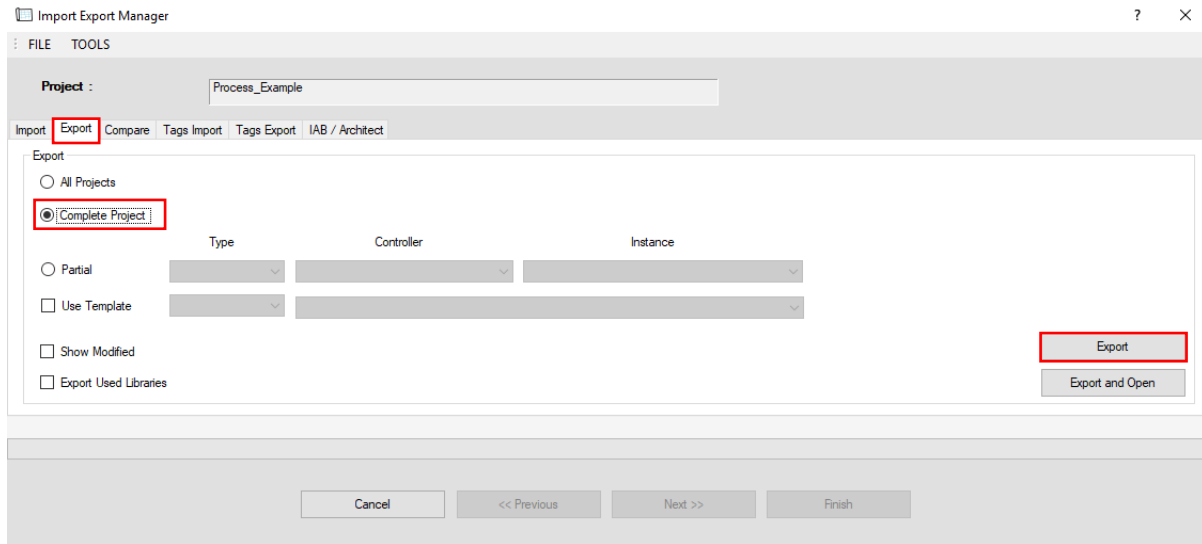 Import Export Manager ?
FILE TOOLS
Project : Process_Example
Import Export Compare Tags Import Tags Export IAB / Architect
Export
All Projects
Complete Project
Type Controller Instance
Partial
Use Template
Show Modified
Export
Export Used Libraries
Export and Open
Cancel << Previous Next >> Finish